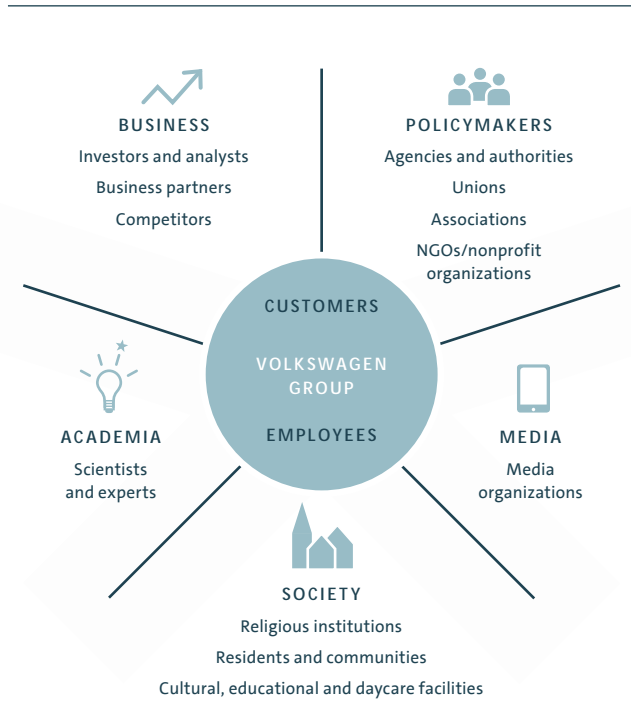 BUSINESS
Investors and analysts
Business partners
Competitors
POLICYMAKERS
Agencies and authorities
Unions
Associations
NGOs/nonprofit
organizations
CUSTOMERS
VOLKSWAGEN
GROUP
EMPLOYEES
ACADEMIA
Scientists
and experts
MEDIA
Media
organizations
SOCIETY
Religious institutions
Residents and communities
Cultural, educational and daycare facilities